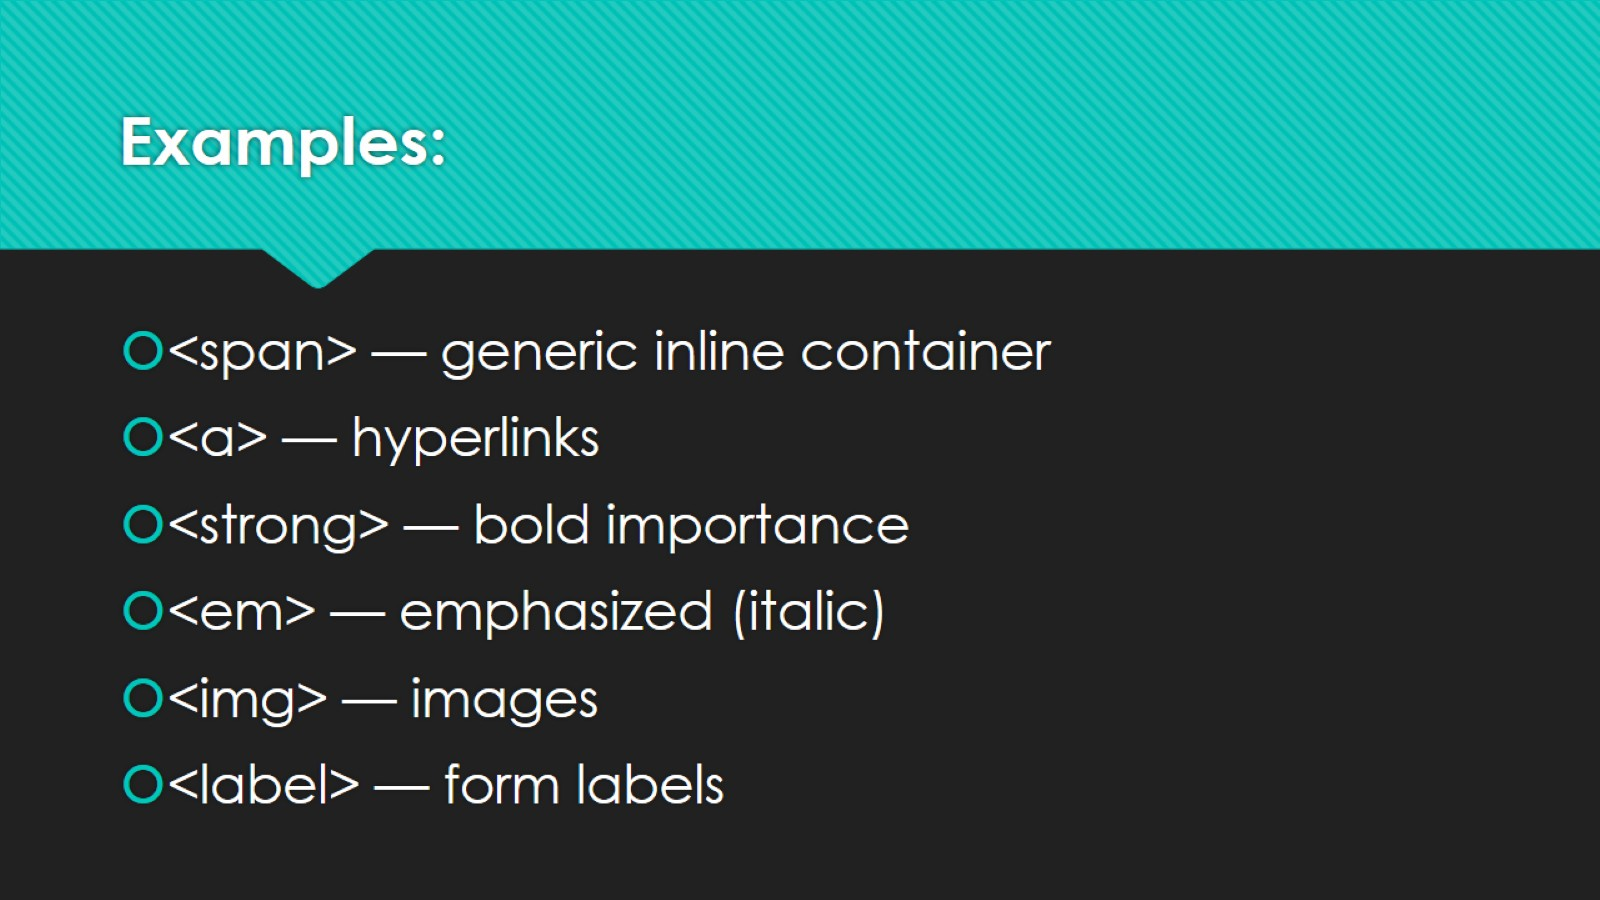 Examples:
<span> — generic inline container
<a> — hyperlinks
<strong> — bold importance
<em> — emphasized (italic)
<img> — images
<label> — form labels